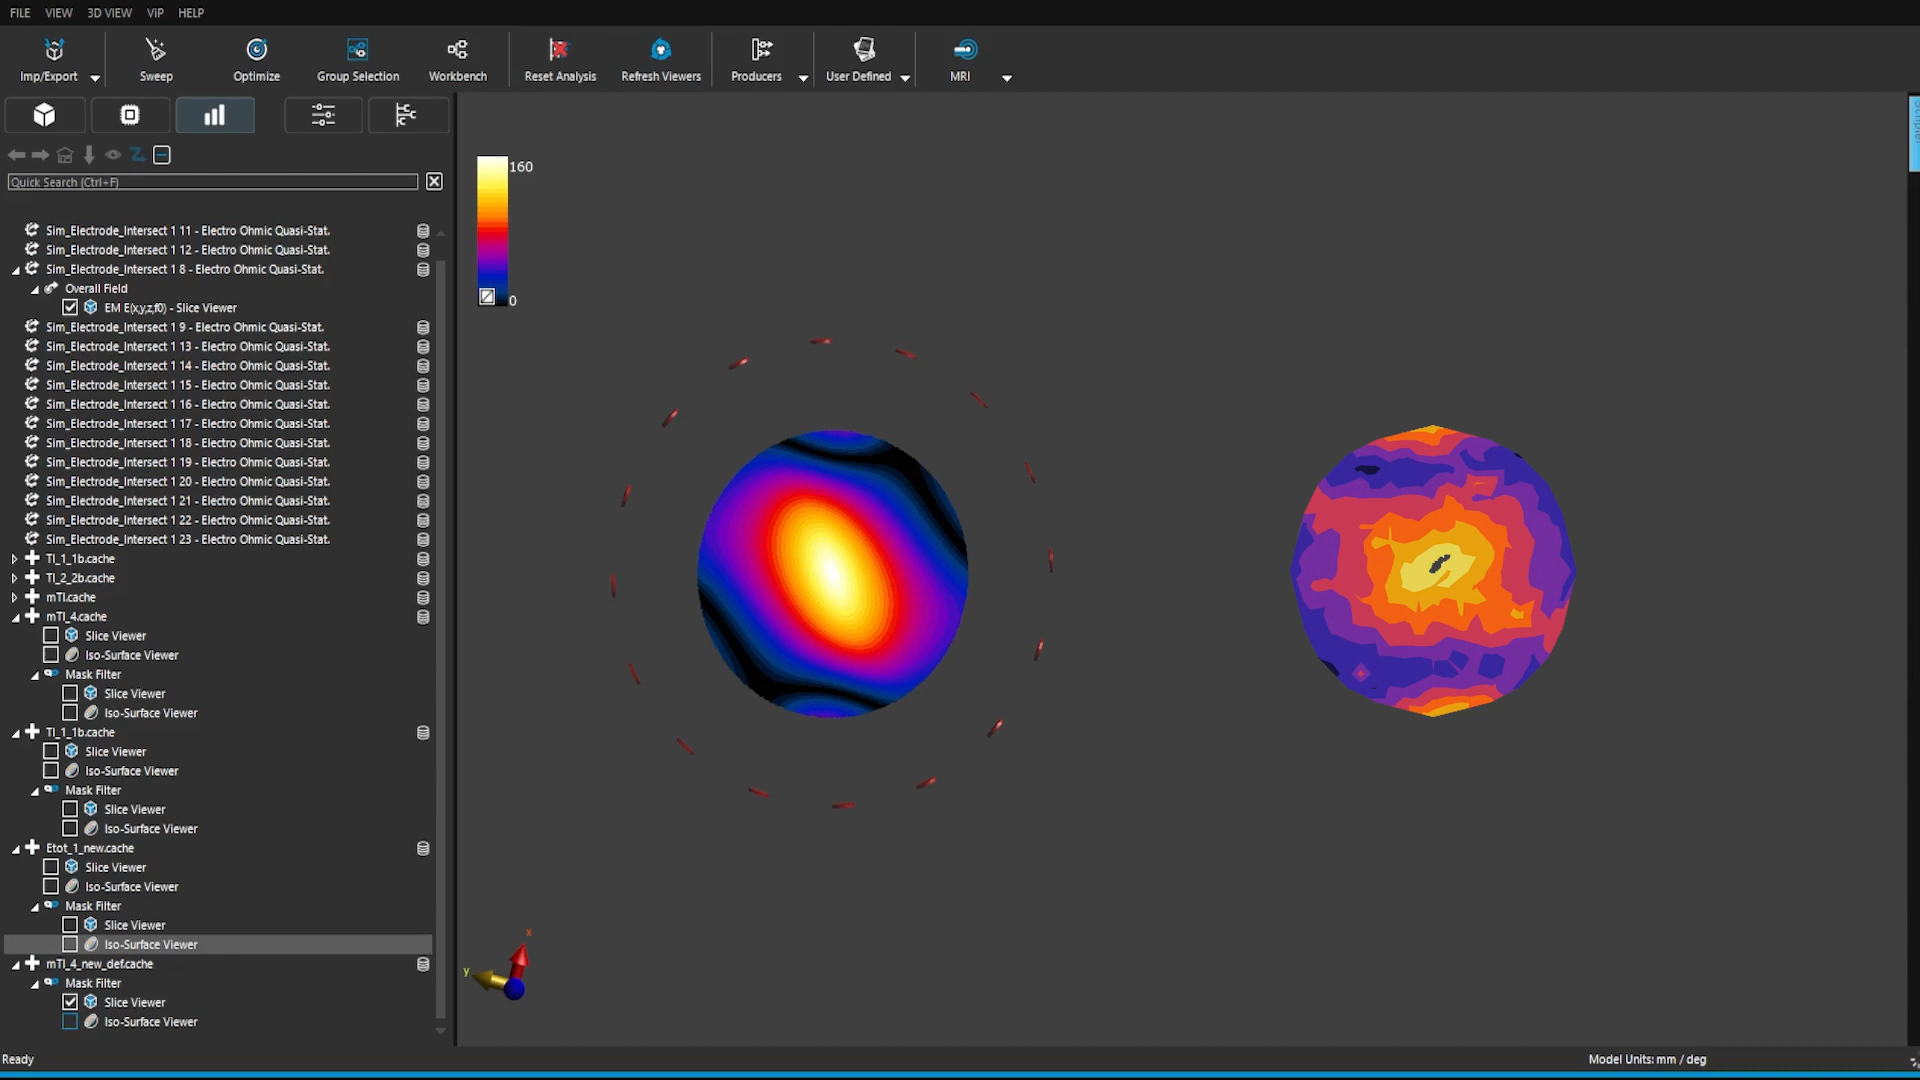 FILE VIEW 3D VIEW ViP HELP
Imp/Export Sweep Optimize Group Selection Workbench Reset Analysis Refresh Viewers Producers User Defined MRI
Quick Search (Ctrl+F)
Sim_Electrode_Intersect 1 11 - Electro Ohmic Quasi-Stat.
Sim_Electrode_Intersect 1 12 - Electro Ohmic Quasi-Stat.
Sim_Electrode_Intersect 1 8 - Electro Ohmic Quasi-Stat.
Overall Field
EM E(x,y,z,f0) - Slice Viewer
Sim_Electrode_Intersect 1 9 - Electro Ohmic Quasi-Stat.
Sim_Electrode_Intersect 1 13 - Electro Ohmic Quasi-Stat.
Sim_Electrode_Intersect 1 14 - Electro Ohmic Quasi-Stat.
Sim_Electrode_Intersect 1 15 - Electro Ohmic Quasi-Stat.
Sim_Electrode_Intersect 1 16 - Electro Ohmic Quasi-Stat.
Sim_Electrode_Intersect 1 17 - Electro Ohmic Quasi-Stat.
Sim_Electrode_Intersect 1 18 - Electro Ohmic Quasi-Stat.
Sim_Electrode_Intersect 1 19 - Electro Ohmic Quasi-Stat.
Sim_Electrode_Intersect 1 20 - Electro Ohmic Quasi-Stat.
Sim_Electrode_Intersect 1 21 - Electro Ohmic Quasi-Stat.
Sim_Electrode_Intersect 1 22 - Electro Ohmic Quasi-Stat.
Sim_Electrode_Intersect 1 23 - Electro Ohmic Quasi-Stat.
TI_1_1b.cache
TI_2_2b.cache
mTI.cache
mTI_4.cache
Slice Viewer
Iso-Surface Viewer
Mask Filter
Slice Viewer
Iso-Surface Viewer
TI_1_1b.cache
Slice Viewer
Iso-Surface Viewer
Mask Filter
Slice Viewer
Iso-Surface Viewer
Etot_1_new.cache
Slice Viewer
Iso-Surface Viewer
Mask Filter
Slice Viewer
Iso-Surface Viewer
mTI_4_new_def.cache
Mask Filter
Slice Viewer
Iso-Surface Viewer
160
0
x
y
Ready
Model Units: mm / deg